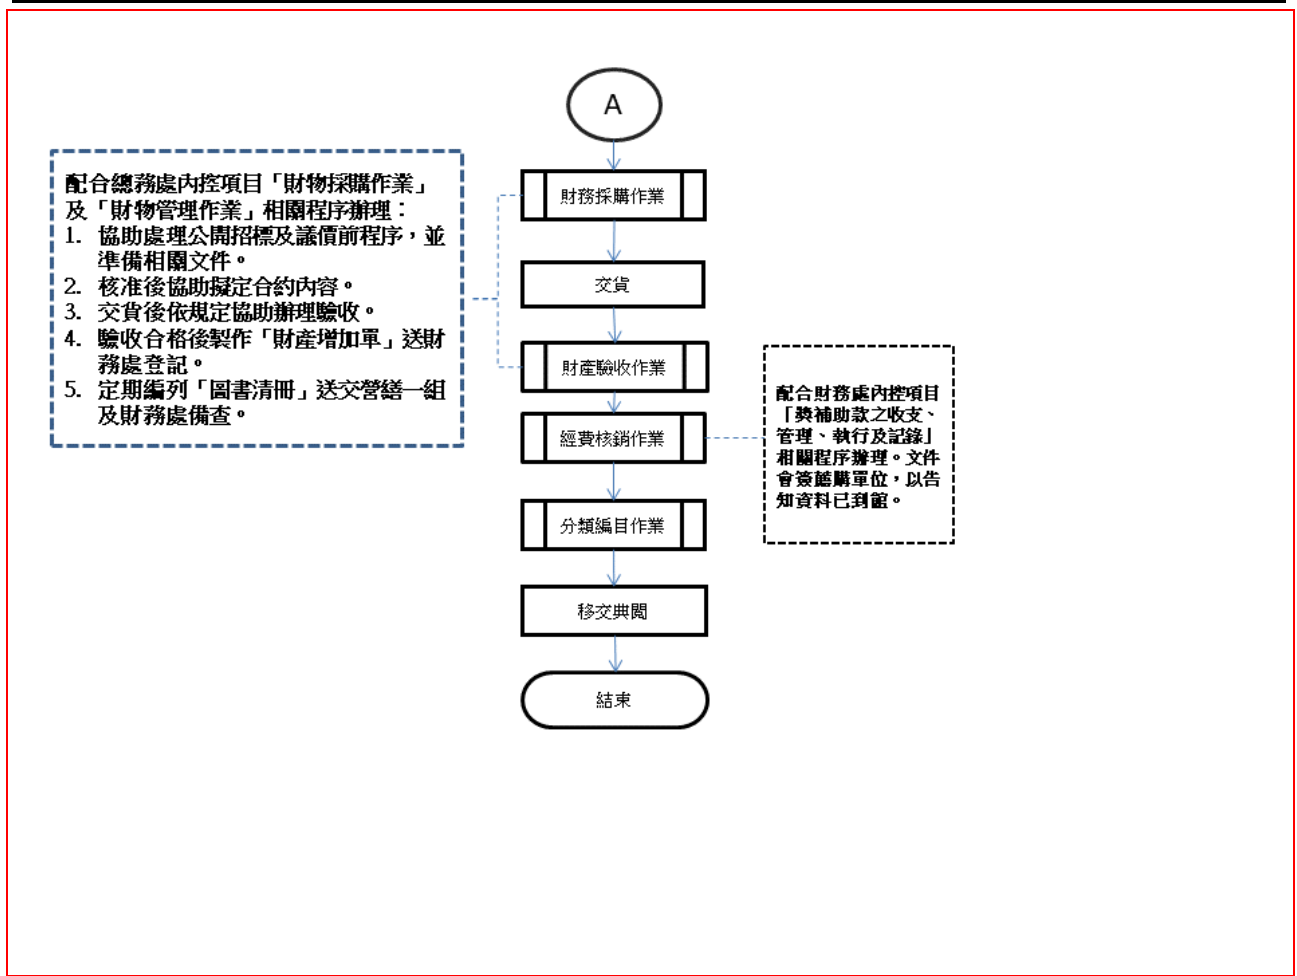 A
配合總務處內控項目「財物採購作業」
及「財物管理作業」相關程序辦理：
1. 協助處理公開招標及議價前程序，並
準備相關文件。
2. 核准後協助擬定合約內容。
3. 交貨後依規定協助辦理驗收。
4. 驗收合格後製作「財產增加單」送財
務處登記。
5. 定期編列「圖書清冊」送交營繕一組
及財務處備查。
財務採購作業
交貨
財產驗收作業
經費核銷作業
配合財務處內控項目
「獎補助款之收支、
管理、執行及記錄」
相關程序辦理。文件
會簽薦購單位，以告
知資料已到館。
分類編目作業
移交典閱
結束